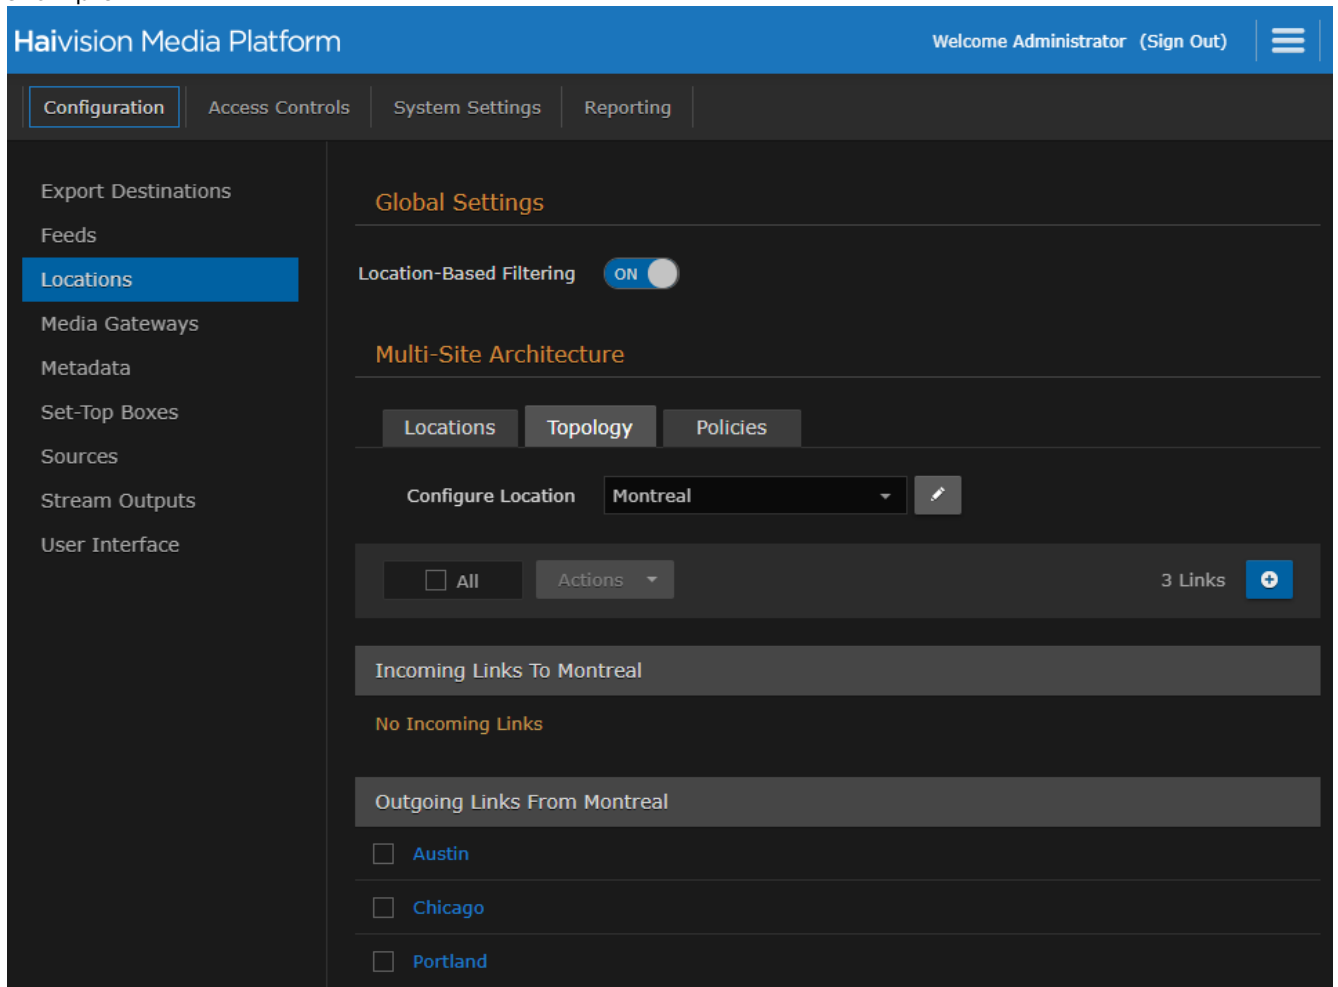 Haivision Media Platform
Welcome Administrator (Sign Out)
Configuration Access Controls System Settings Reporting
Export Destinations
Feeds
Locations
Media Gateways
Metadata
Set-Top Boxes
Sources
Stream Outputs
User Interface
Global Settings
Location-Based Filtering ON
Multi-Site Architecture
Locations Topology Policies
Configure Location Montreal
All Actions 3 Links
Incoming Links To Montreal
No Incoming Links
Outgoing Links From Montreal
Austin
Chicago
Portland